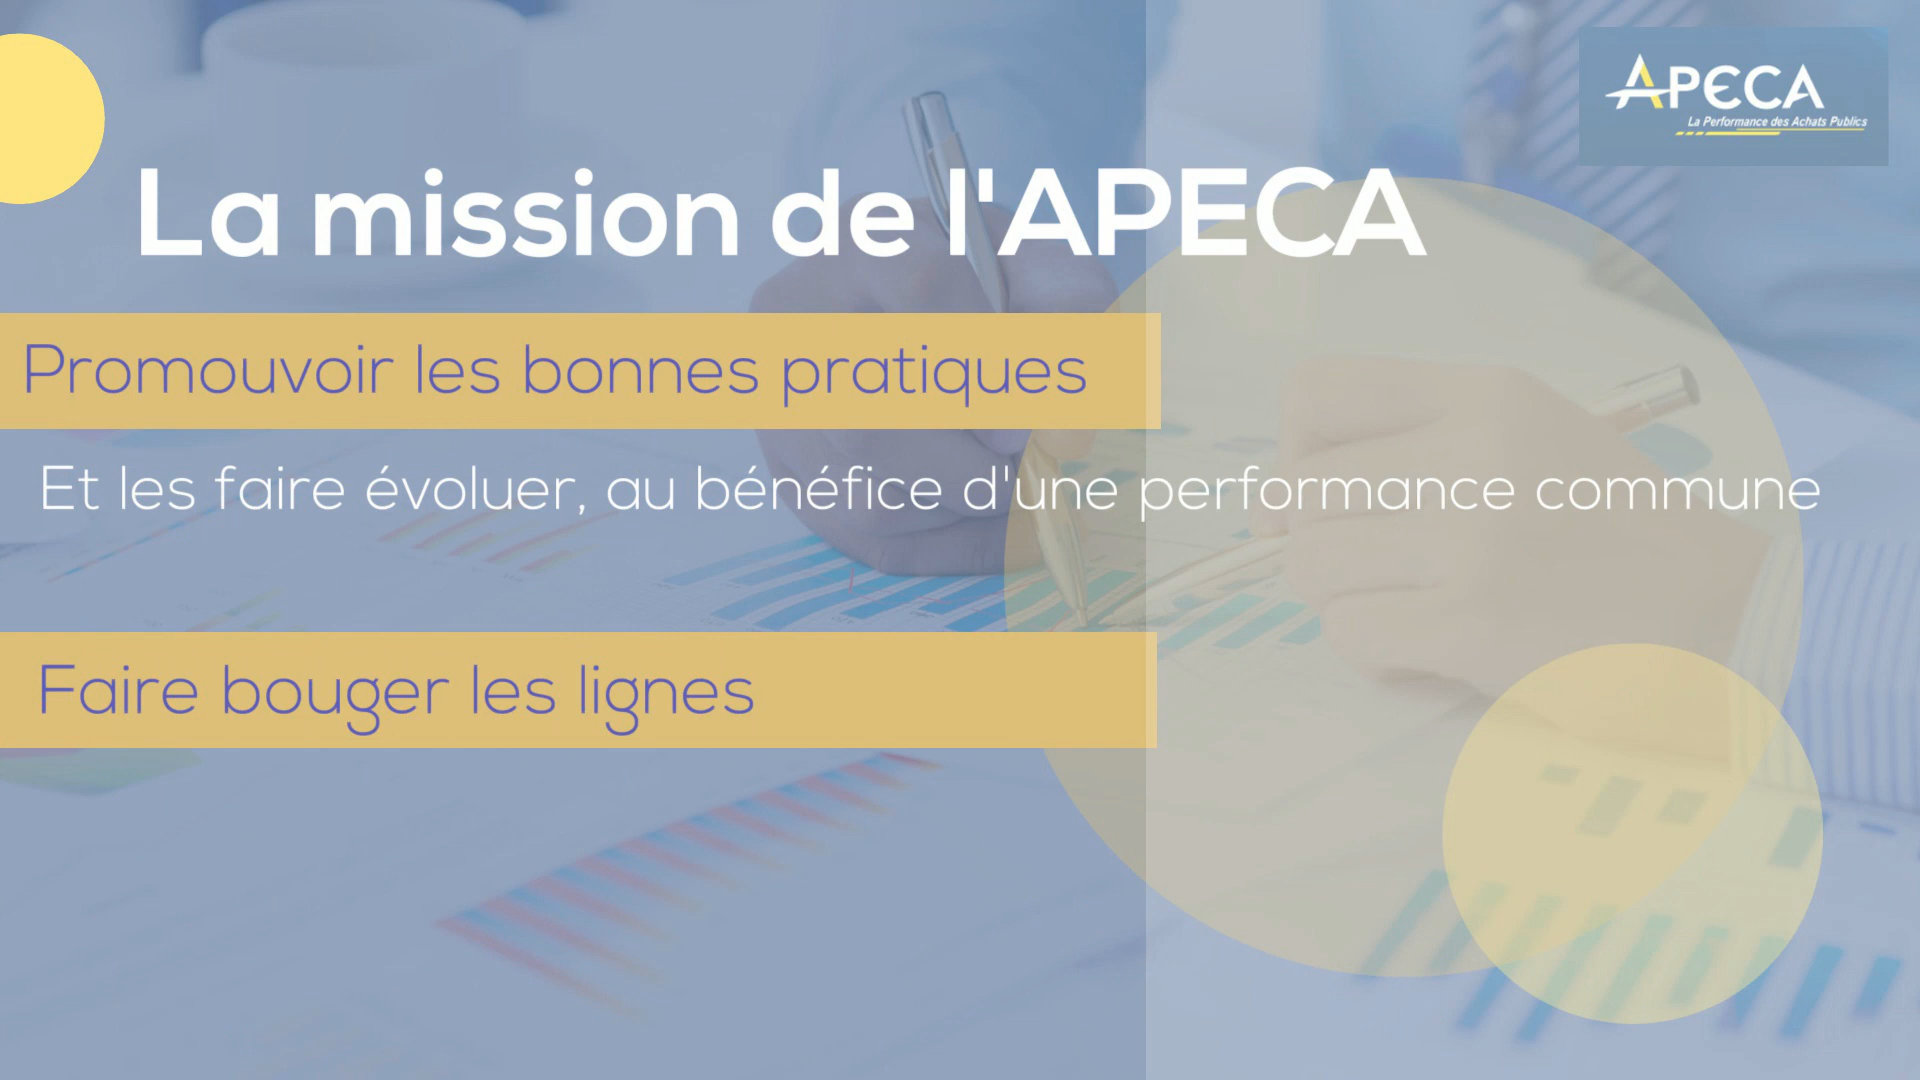 APECA
La Performance des Achats Publics
La mission de l'APECA
Promouvoir les bonnes pratiques
Et les faire évoluer, au bénéfice d'une performance commune
Faire bouger les lignes